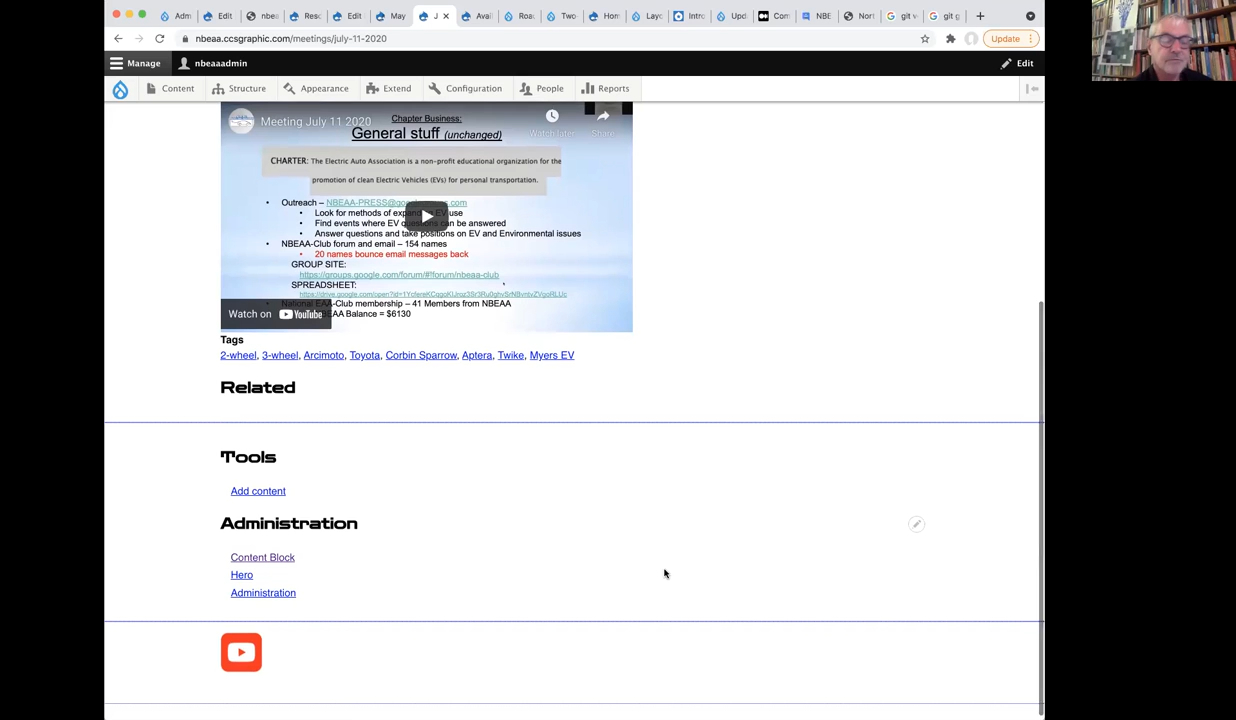 Adm
Edit
nbe
Reso
Edit
May
J
Avai
Roa
Two
Hom
Layo
Intro
Upd
Con
NBE
Nort
git v
git g
nbeaa.ccsgraphic.com/meetings/july-11-2020
Update
Manage
nbeaaadmin
Edit
Content
Structure
Appearance
Extend
Configuration
People
Reports
Chapter Business:
Meeting July 11 2020
General stuff (unchanged)
Watch later
Share
CHARTER: The Electric Auto Association is a non-profit educational organization for the
promotion of clean Electric Vehicles (EVs) for personal transportation.
• Outreach –
• Look for methods of EV use
• Find events where EV can be answered
• Answer questions and take positions on EV and Environmental issues
• NBEAA-Club forum and email – 154 names
• 20 names bounce email messages back
GROUP SITE:
https://groups.google.com/forum/#!forum/nbeaa-club
SPREADSHEET:
EAA-Club membership – 41 Members from NBEAA
Watch on YouTube
Balance = $6130
Tags
2-wheel, 3-wheel, Arcimoto, Toyota, Corbin Sparrow, Aptera, Twike, Myers EV
Related
Tools
Add content
Administration
Content Block
Hero
Administration